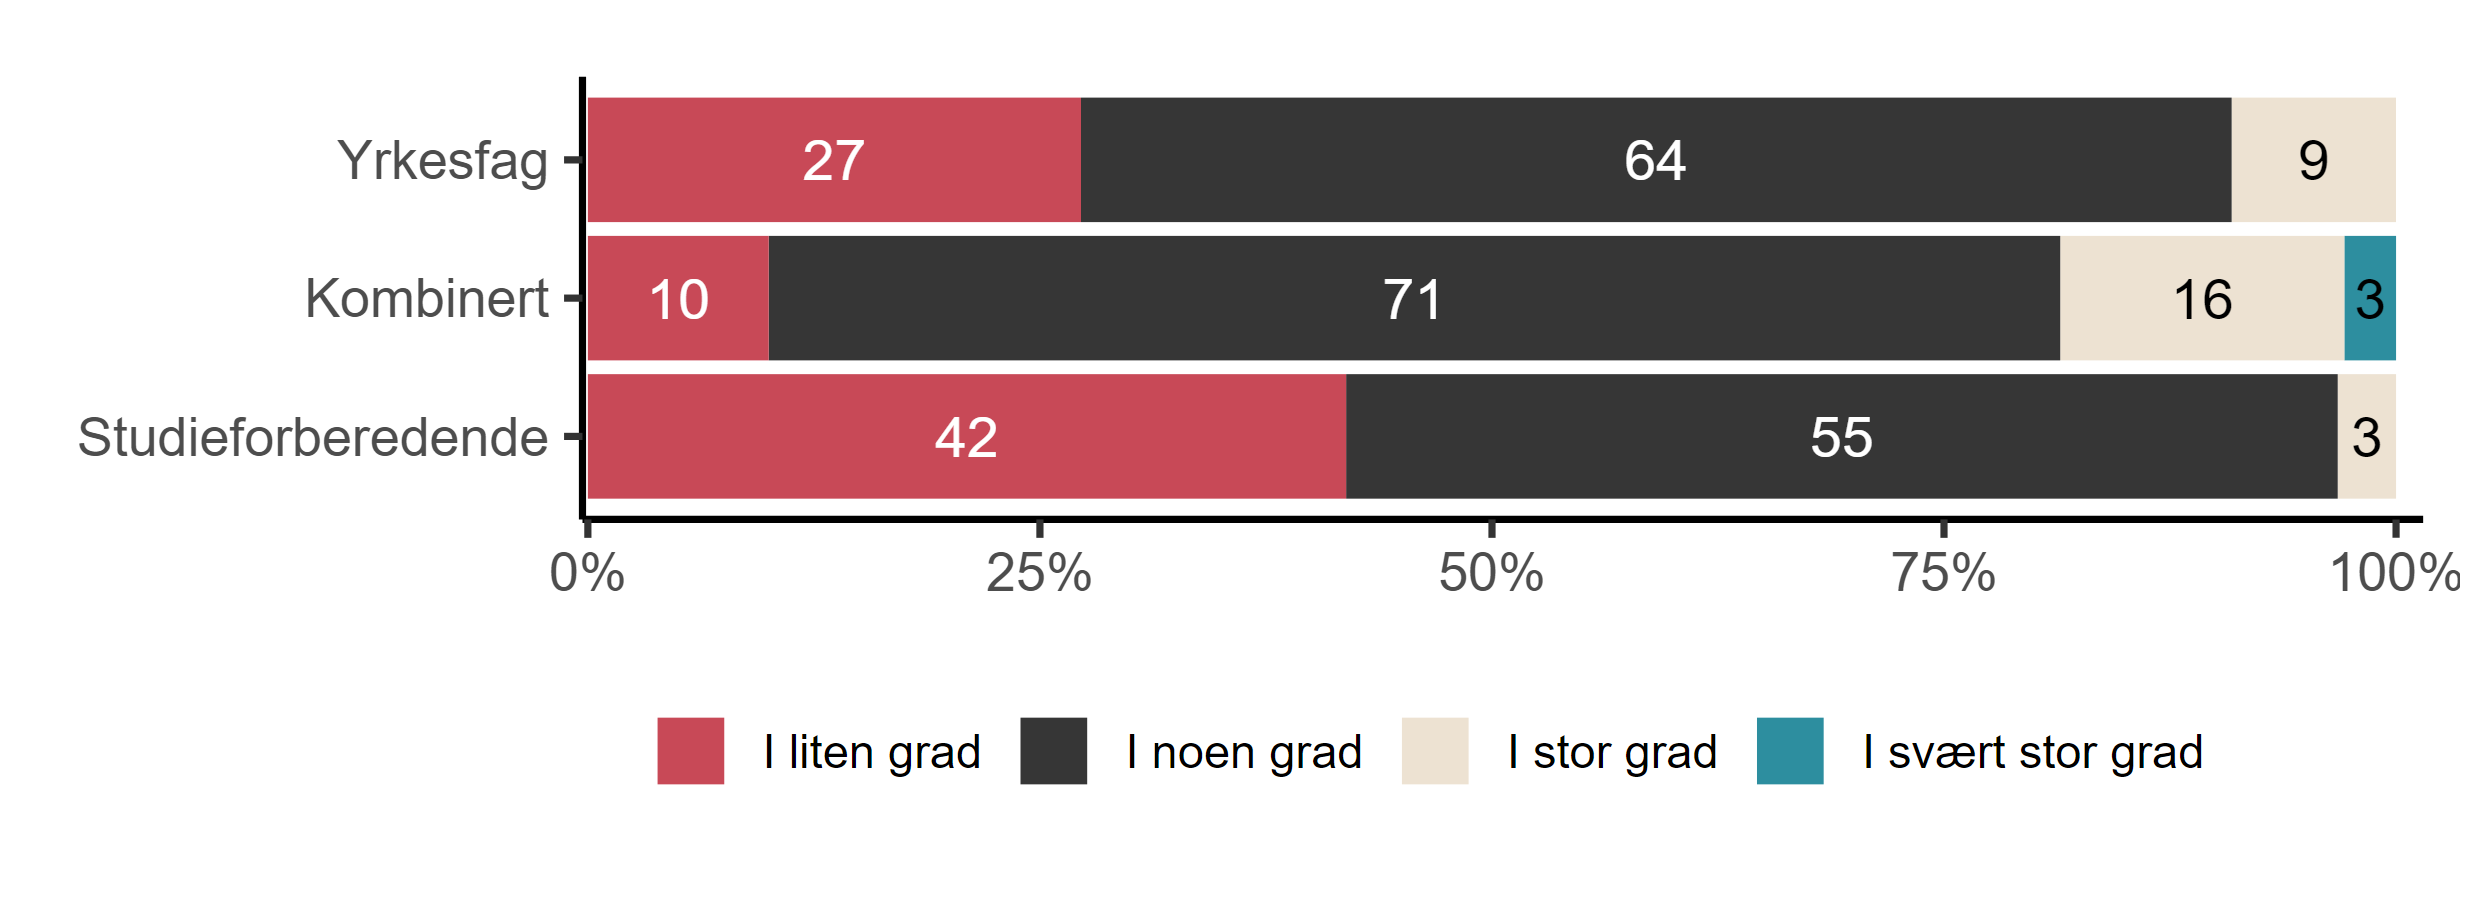 Yrkesfag 27 64 9
Kombinert 10 71 16 3
Studieforberedende 42 55 3
0% 25% 50% 75% 100%
I liten grad I noen grad I stor grad I svært stor grad